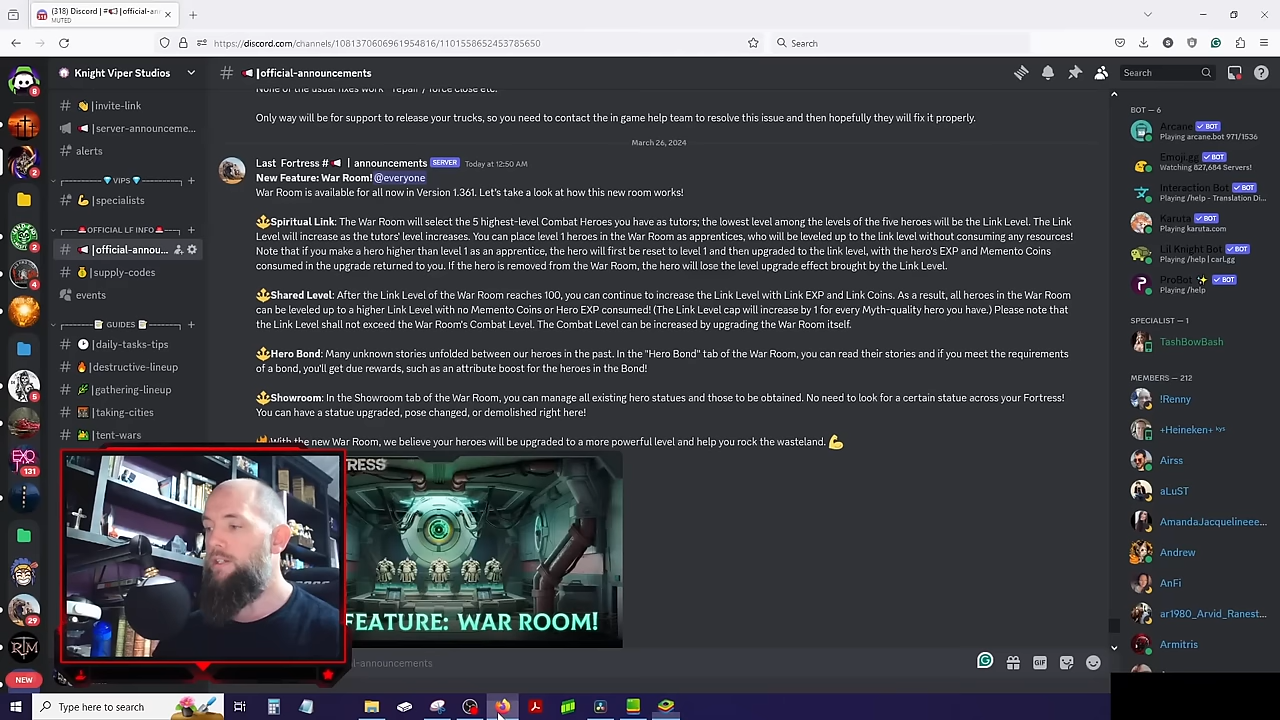 (318) Discord | #📢|official-ann
MUTED
https://discord.com/channels/1081370606961954816/1101558652453785650
Search
Knight Viper Studios
# 📢|official-announcements
Search
👋|invite-link
📢|server-announceme...
alerts
💎 VIPS 💎
💪|specialists
🚨OFFICIAL LF INFO🚨
📢|official-annou...
💰|supply-codes
events
📝 GUIDES 📝
🕐|daily-tasks-tips
🔥|destructive-lineup
🌿|gathering-lineup
|taking-cities
|tent-wars
8
2
2
4
131
29
NEW
None of the usual fixes work - repair / force close etc.
Only way will be for support to release your trucks, so you need to contact the in game help team to resolve this issue and then hopefully they will fix it properly.
March 26, 2024
Last Fortress #📢 | announcements SERVER Today at 12:50 AM
New Feature: War Room! @everyone
War Room is available for all now in Version 1.361. Let's take a look at how this new room works!
Spiritual Link: The War Room will select the 5 highest-level Combat Heroes you have as tutors; the lowest level among the levels of the five heroes will be the Link Level. The Link
Level will increase as the tutors' level increases. You can place level 1 heroes in the War Room as apprentices, who will be leveled up to the link level without consuming any resources!
Note that if you make a hero higher than level 1 as an apprentice, the hero will first be reset to level 1 and then upgraded to the link level, with the hero's EXP and Memento Coins
consumed in the upgrade returned to you. If the hero is removed from the War Room, the hero will lose the level upgrade effect brought by the Link Level.
Shared Level: After the Link Level of the War Room reaches 100, you can continue to increase the Link Level with Link EXP and Link Coins. As a result, all heroes in the War Room
can be leveled up to a higher Link Level with no Memento Coins or Hero EXP consumed! (The Link Level cap will increase by 1 for every Myth-quality hero you have.) Please note that
the Link Level shall not exceed the War Room's Combat Level. The Combat Level can be increased by upgrading the War Room itself.
Hero Bond: Many unknown stories unfolded between our heroes in the past. In the "Hero Bond" tab of the War Room, you can read their stories and if you meet the requirements
of a bond, you'll get due rewards, such as an attribute boost for the heroes in the Bond!
Showroom: In the Showroom tab of the War Room, you can manage all existing hero statues and those to be obtained. No need to look for a certain statue across your Fortress!
You can have a statue upgraded, pose changed, or demolished right here!
With the new War Room, we believe your heroes will be upgraded to a more powerful level and help you rock the wasteland. 💪
RESS
FEATURE: WAR ROOM!
al-announcements
GIF
BOT — 6
Arcane BOT
Playing arcane.bot 971/1536
Emoji.gg BOT
Watching 827,684 Servers!
Interaction Bot BOT
Playing /help - Translation Di...
Karuta BOT
Playing karuta.com
Lil Knight Bot BOT
Playing /help | carl.gg
ProBot ✨ BOT
Playing /help
SPECIALIST — 1
TashBowBash
MEMBERS — 212
!Renny
+Heineken+ ᵏʸˢ
Airss
aLuST
AmandaJacquelineee...
Andrew
AnFi
ar1980_Arvid_Ranest...
Armitris
Type here to search